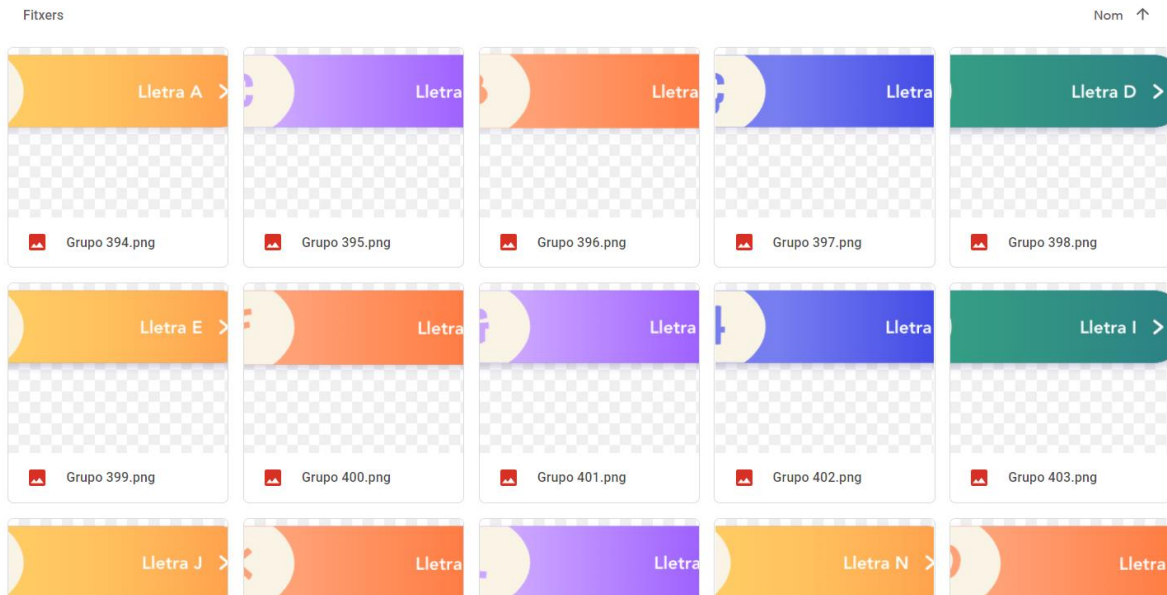 Fitxers Nom
Lletra A C Lletra B Lletra Ç Lletra Lletra D
Grupo 394.png Grupo 395.png Grupo 396.png Grupo 397.png Grupo 398.png
Lletra E Lletra G Lletra Lletra Lletra I
Grupo 399.png Grupo 400.png Grupo 401.png Grupo 402.png Grupo 403.png
Lletra J Lletra Lletra Lletra N Lletra